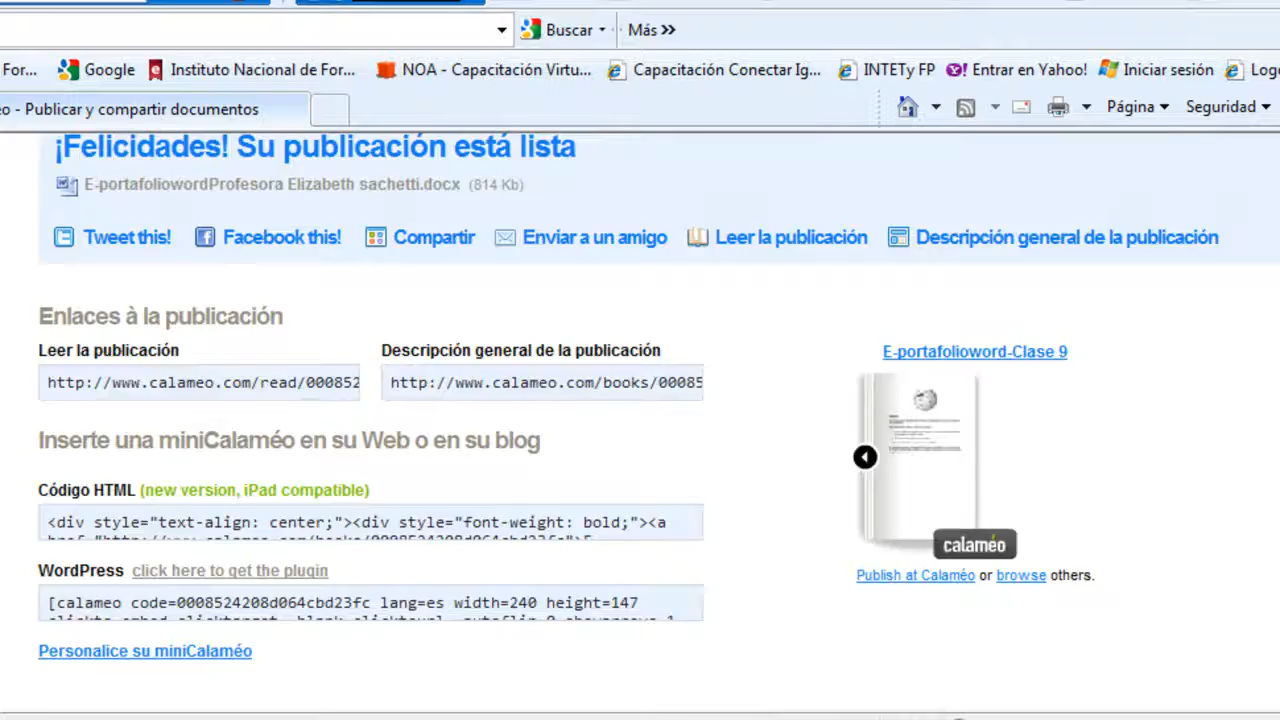 Buscar Más
For... Google Instituto Nacional de For... NOA - Capacitación Virtu... Capacitación Conectar Ig... INTETy FP Entrar en Yahoo! Iniciar sesión Logo
eo - Publicar y compartir documentos Página Seguridad
¡Felicidades! Su publicación está lista
E-portafoliowordProfesora Elizabeth sachetti.docx (814 Kb)
Tweet this! Facebook this! Compartir Enviar a un amigo Leer la publicación Descripción general de la publicación
Enlaces à la publicación
Leer la publicación Descripción general de la publicación E-portafolioword-Clase 9
http://www.calameo.com/read/000852 http://www.calameo.com/books/00085
Inserte una miniCalaméo en su Web o en su blog
Código HTML (new version, iPad compatible)
<div style="text-align: center;"><div style="font-weight: bold;"><a
calaméo
WordPress click here to get the plugin Publish at Calaméo or browse others.
[calameo code=0008524208d064cbd23fc lang=es width=240 height=147
Personalice su miniCalaméo